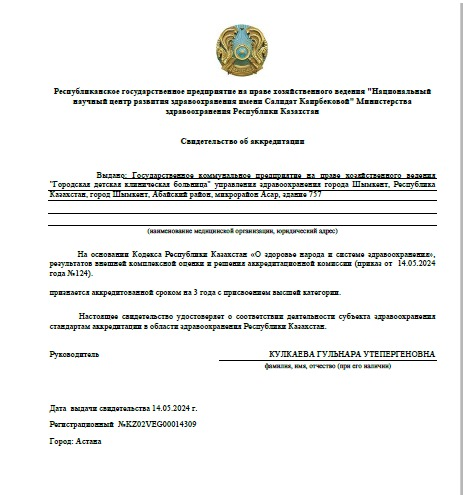 Республиканское государственное предприятие на праве хозяйственного ведения "Национальный
научный центр развития здравоохранения имени Салидат Каирбековой" Министерства
здравоохранения Республики Казахстан
Свидетельство об аккредитации
Выдано: Государственное коммунальное предприятие на праве хозяйственного ведения
"Городская детская клиническая больница" управления здравоохранения города Шымкент, Республика
Казахстан, город Шымкент, Абайский район, микрорайон Асар, здание 757
(наименование медицинской организации, юридический адрес)
На основании Кодекса Республики Казахстан «О здоровье народа и системе здравоохранения»,
результатов внешней комплексной оценки и решения аккредитационной комиссии (приказ от 14.05.2024
года №124).
признается аккредитованной сроком на 3 года с присвоением высшей категории.
Настоящее свидетельство удостоверяет о соответствии деятельности субъекта здравоохранения
стандартам аккредитации в области здравоохранения Республики Казахстан.
Руководитель КУЛКАЕВА ГУЛЬНАРА УТЕПЕРГЕНОВНА
фамилия, имя, отчество (при его наличии)
Дата выдачи свидетельства 14.05.2024 г.
Регистрационный №KZ02VEG00014309
Город: Астана